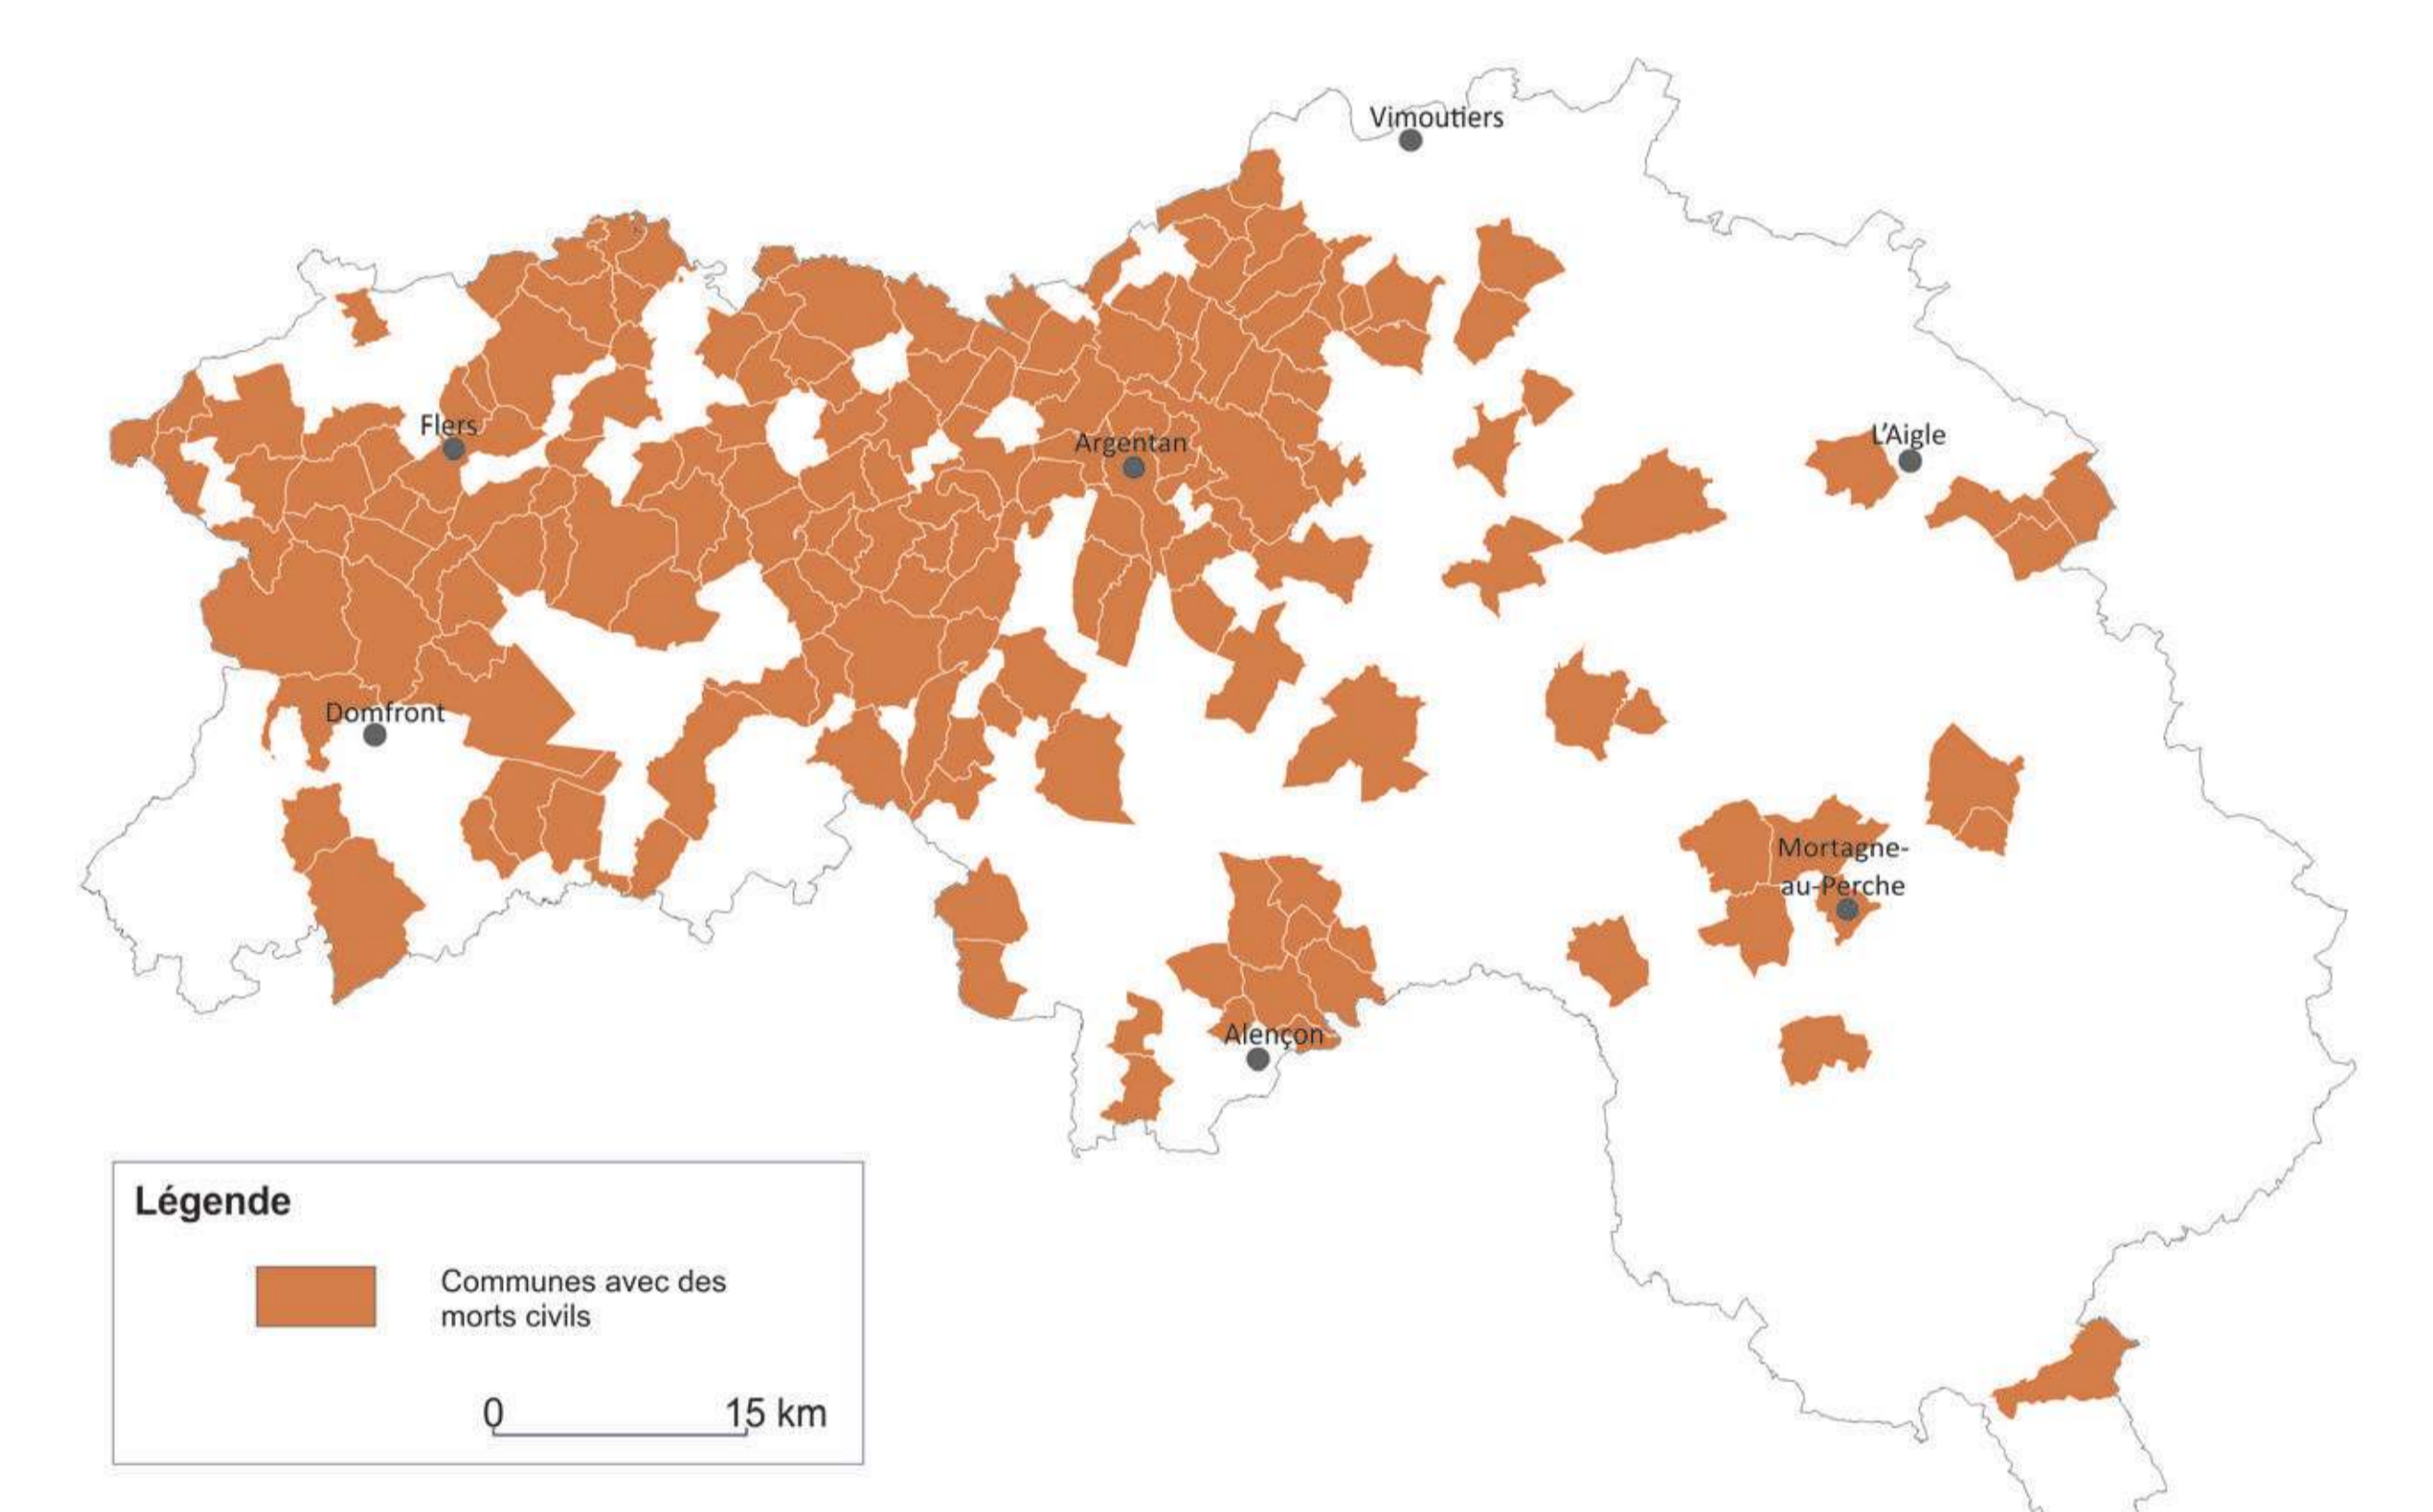 Vimoutiers
Flers
Argentan
L'Aigle
Domfront
Mortagne-
au-Perche
Alençon
Légende
Communes avec des
morts civils
0 15 km